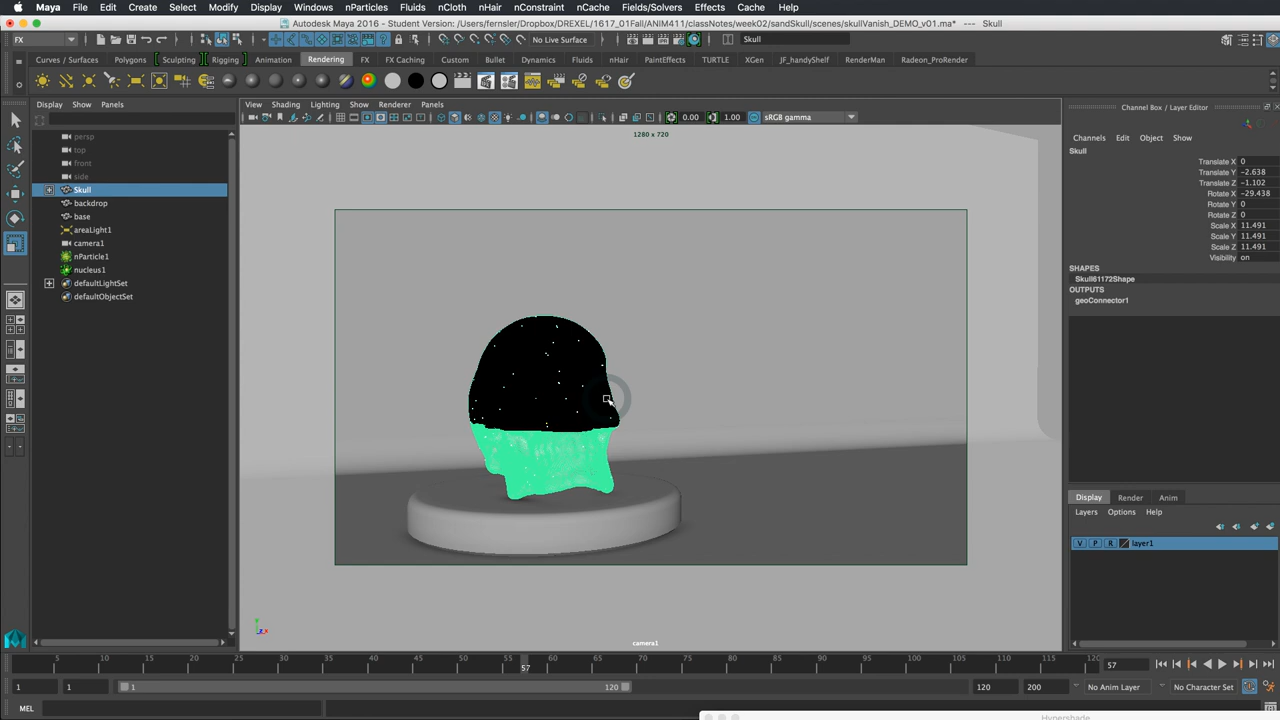 Maya File Edit Create Select Modify Display Windows nParticles Fluids nCloth nHair nConstraint nCache Fields/Solvers Effects Cache Help
Autodesk Maya 2016 - Student Version: /Users/fernsler/Dropbox/DREXEL/1617_01Fall/ANIM411/classNotes/week02/sandSkull/scenes/skullVanish_DEMO_v01.ma* --- Skull
FX No Live Surface Skull
Curves / Surfaces Polygons Sculpting Rigging Animation Rendering FX FX Caching Custom Bullet Dynamics Fluids nHair PaintEffects TURTLE XGen JF_handyShelf RenderMan Radeon_ProRender
Display Show Panels
View Shading Lighting Show Renderer Panels
Channel Box / Layer Editor
0.00 1.00 sRGB gamma
1280 x 720
persp
top
front
side
Skull
backdrop
base
areaLight1
camera1
nParticle1
nucleus1
defaultLightSet
defaultObjectSet
camera1
Channels Edit Object Show
Skull
Translate X 0
Translate Y -2.638
Translate Z -1.102
Rotate X -29.438
Rotate Y 0
Rotate Z 0
Scale X 11.491
Scale Y 11.491
Scale Z 11.491
Visibility on
SHAPES
Skull61172Shape
OUTPUTS
geoConnector1
Display Render Anim
Layers Options Help
V P R layer1
5 10 15 20 25 30 35 40 45 50 55 60 65 70 75 80 85 90 95 100 105 110 115 120
57 57
1 1 1 120 120 200 No Anim Layer No Character Set
MEL
Hypershade